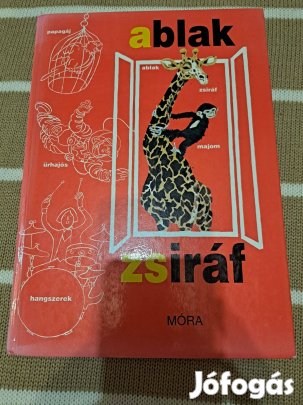 ablak
papagáj
ablak
zsiráf
majom
űrhajós
zsiráf
hangszerek
MÓRA
Jófogás